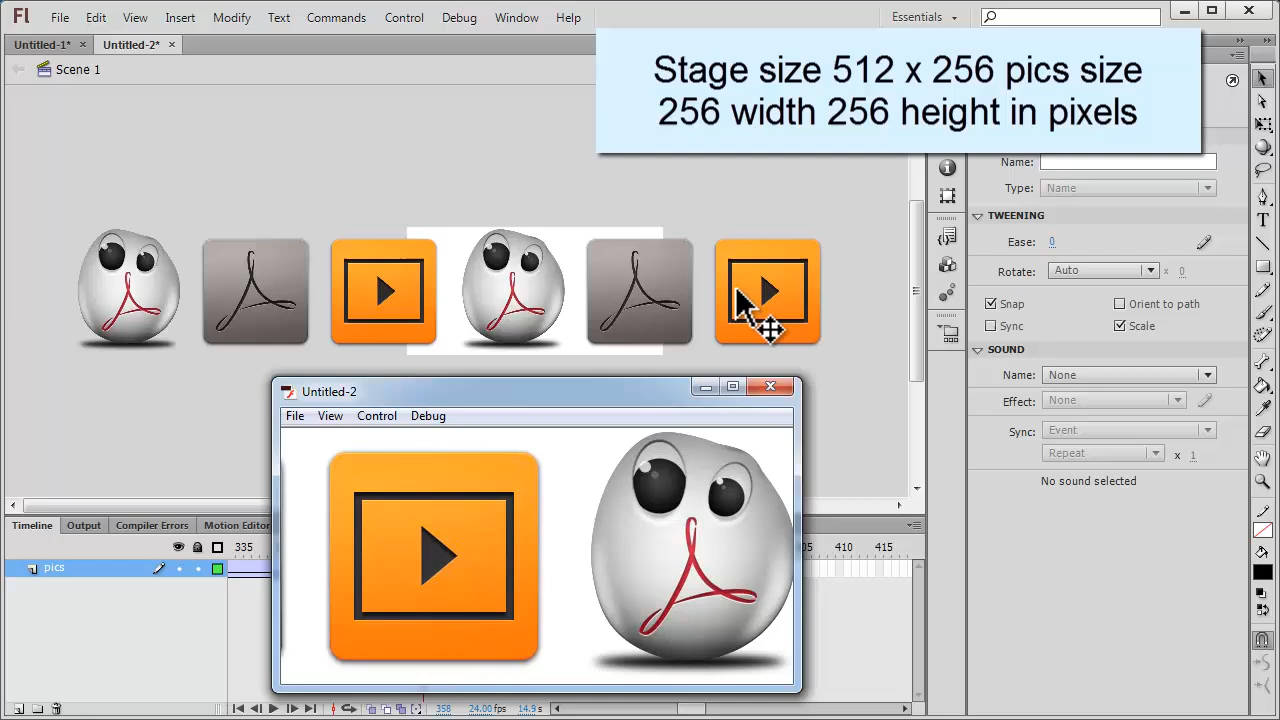 Fl
File Edit View Insert Modify Text Commands Control Debug Window Help
Essentials
Untitled-1* × Untitled-2* ×
Scene 1
Stage size 512 x 256 pics size
256 width 256 height in pixels
Name:
Type: Name
TWEENING
Ease: 0
Rotate: Auto x 0
Snap Orient to path
Sync Scale
SOUND
Name: None
Effect: None
Sync: Event
Repeat x 1
No sound selected
Untitled-2
File View Control Debug
Timeline Output Compiler Errors Motion Editor
335 410 415
pics
358 24.00 fps 14.9 s